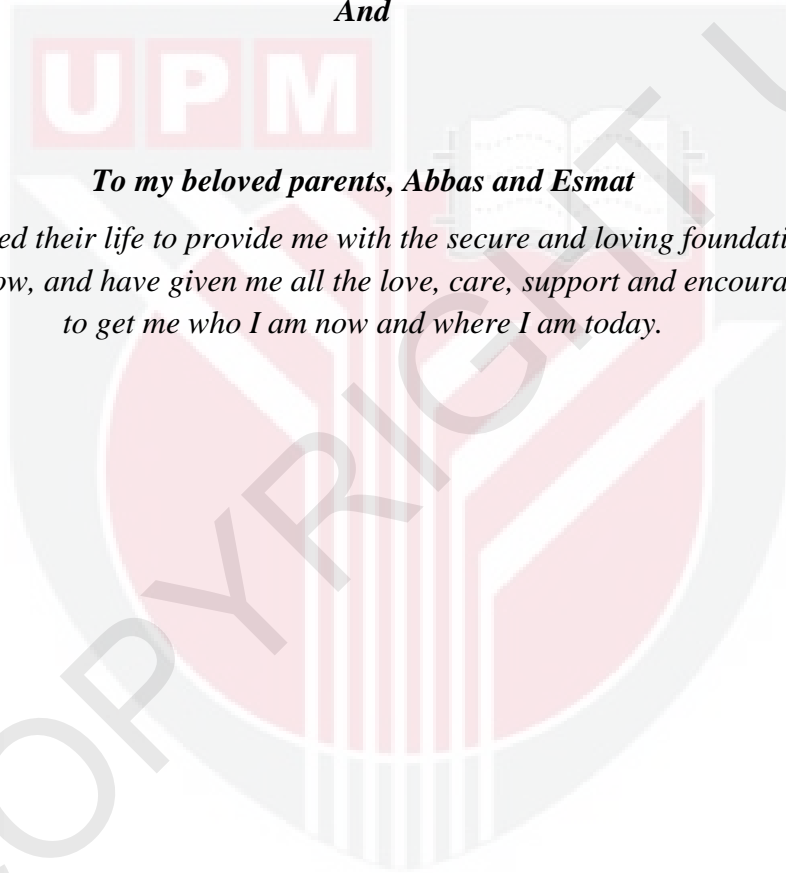 And
UPM
To my beloved parents, Abbas and Esmat
ed their life to provide me with the secure and loving foundati
ow, and have given me all the love, care, support and encoura
to get me who I am now and where I am today.
OPYRIGHT U